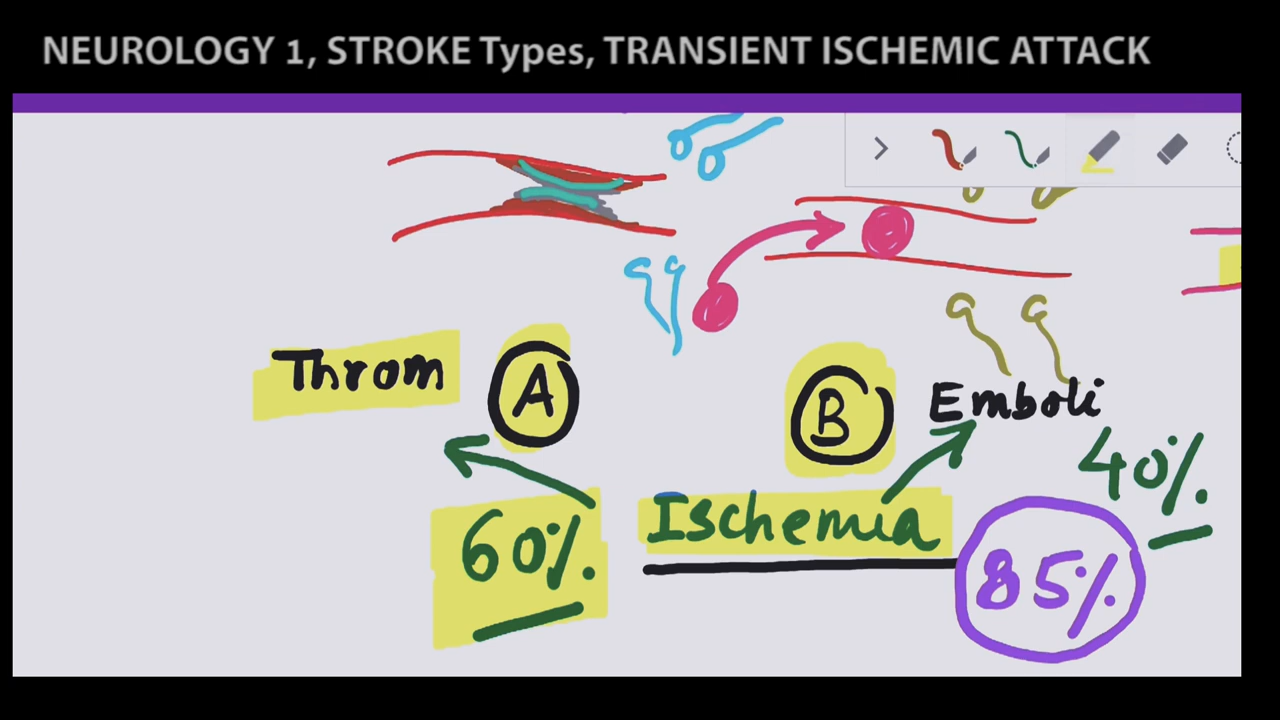 NEUROLOGY 1, STROKE Types, TRANSIENT ISCHEMIC ATTACK
Throm A B Emboli
40%
60% Ischemia 85%